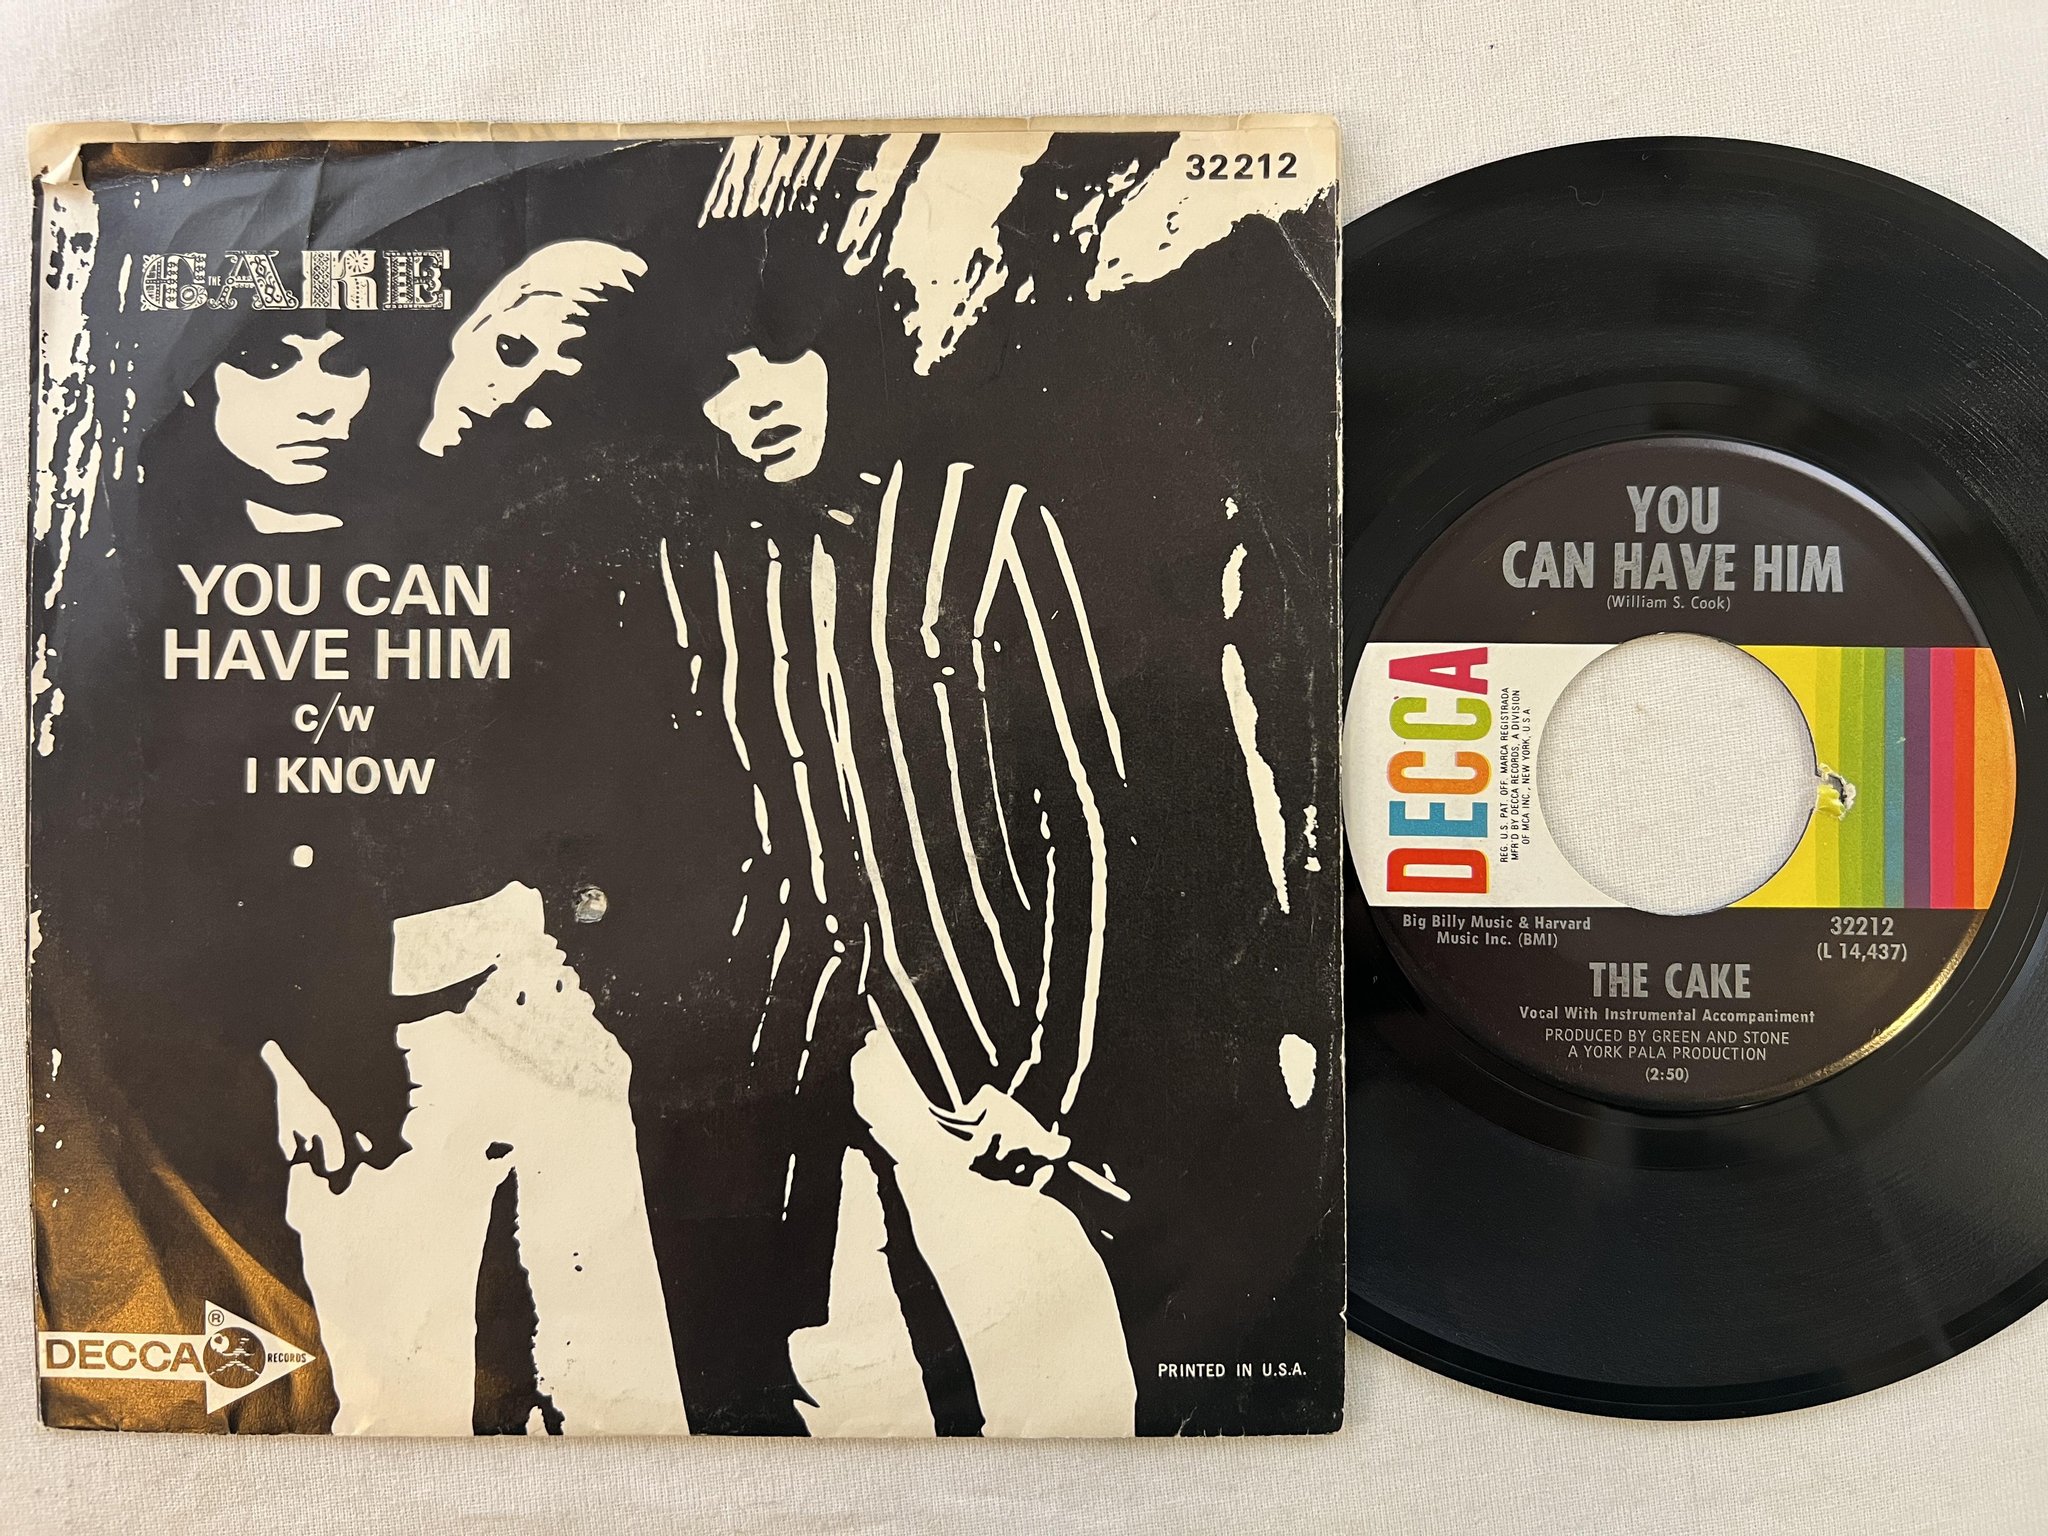 32212
THE CAKE
YOU CAN
HAVE HIM
c/w
I KNOW
DECCA ® RECORDS
PRINTED IN U.S.A.
YOU
CAN HAVE HIM
(William S. Cook)
DECCA
REG. U.S. PAT. OFF. MARCA REGISTRADA
MFR'D BY DECCA RECORDS, A DIVISION
OF MCA INC., NEW YORK, U.S.A
Big Billy Music & Harvard
Music Inc. (BMI)
32212
(L 14,437)
THE CAKE
Vocal With Instrumental Accompaniment
PRODUCED BY GREEN AND STONE
A YORK PALA PRODUCTION
(2:50)